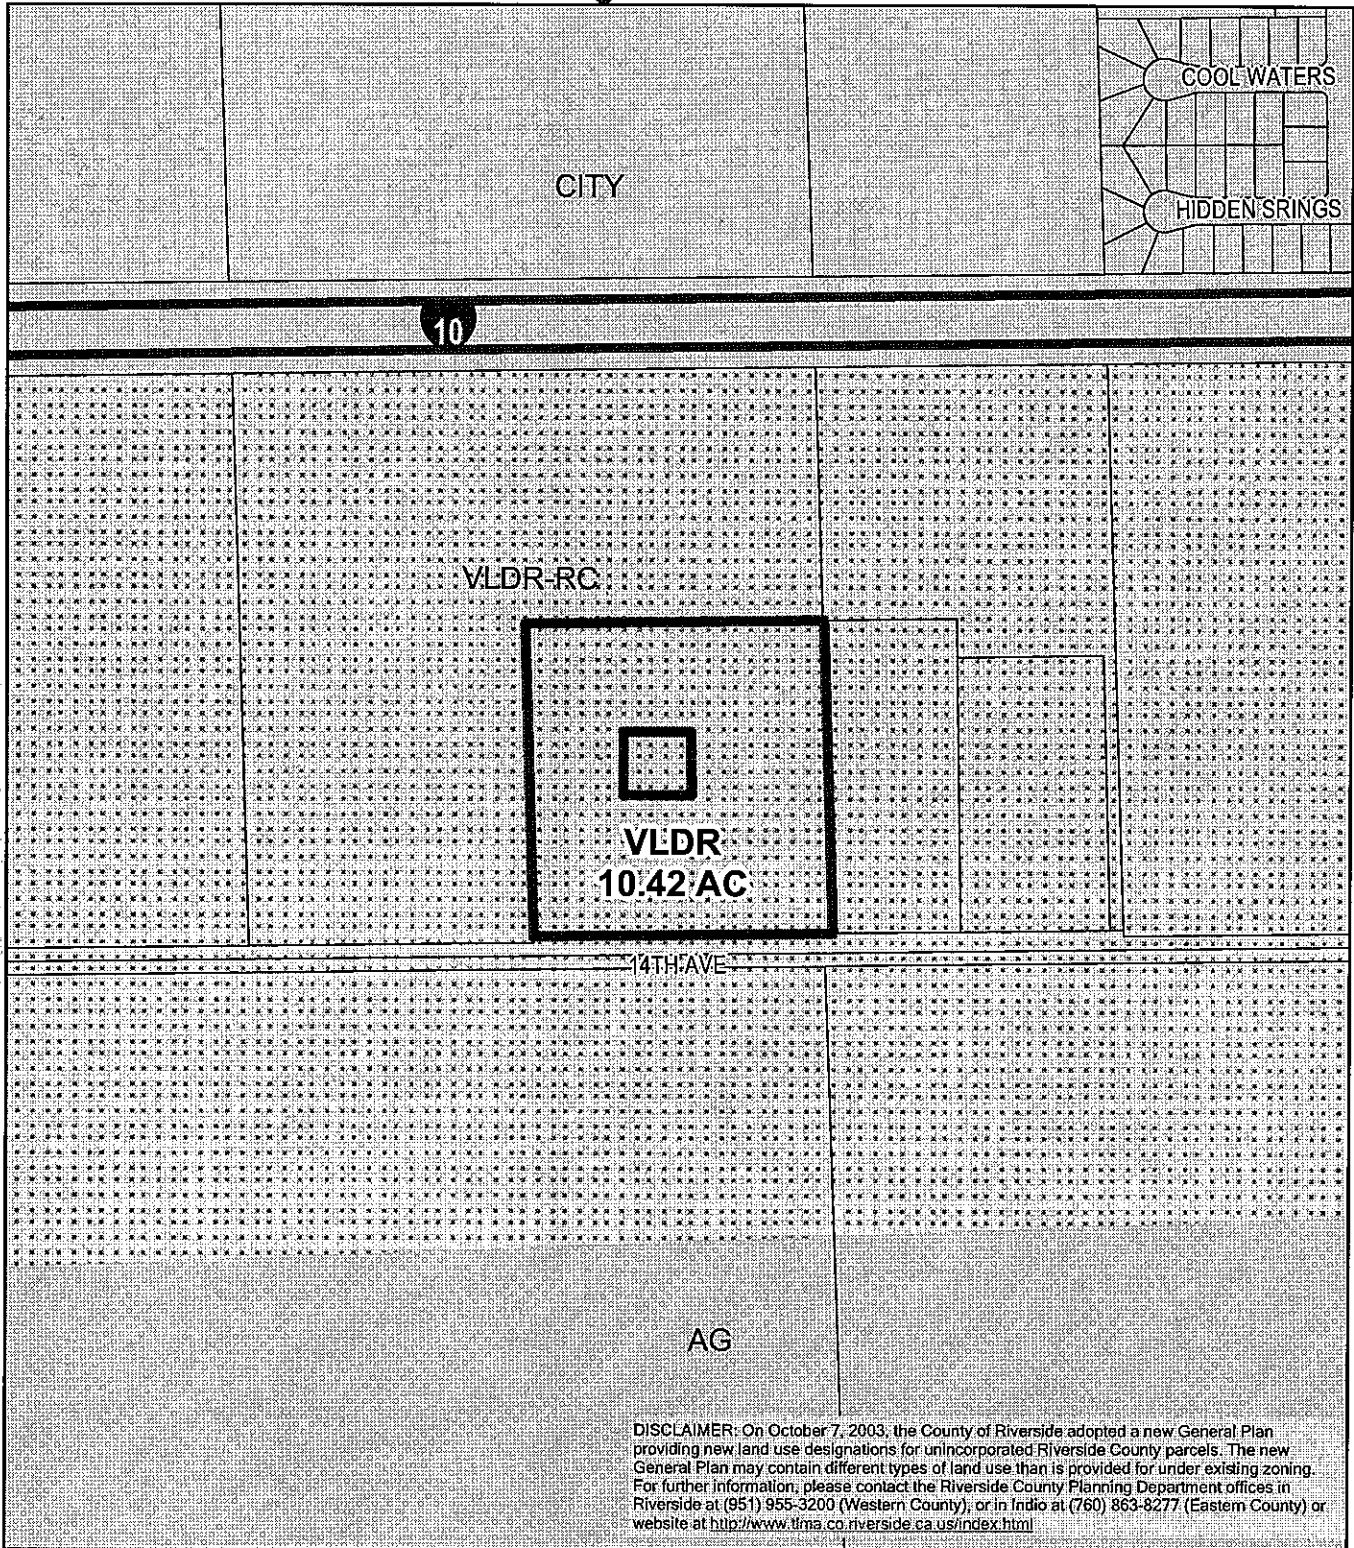 COOL WATERS
CITY
HIDDEN SRINGS
10
VLDR-RC
VLDR
10.42 AC
14TH AVE
AG
DISCLAIMER: On October 7, 2003, the County of Riverside adopted a new General Plan
providing new land use designations for unincorporated Riverside County parcels. The new
General Plan may contain different types of land use than is provided for under existing zoning.
For further information, please contact the Riverside County Planning Department offices in
Riverside at (951) 955-3200 (Western County), or in Indio at (760) 863-8277 (Eastern County) or
website at http://www.tlma.co.riverside.ca.us/index.html